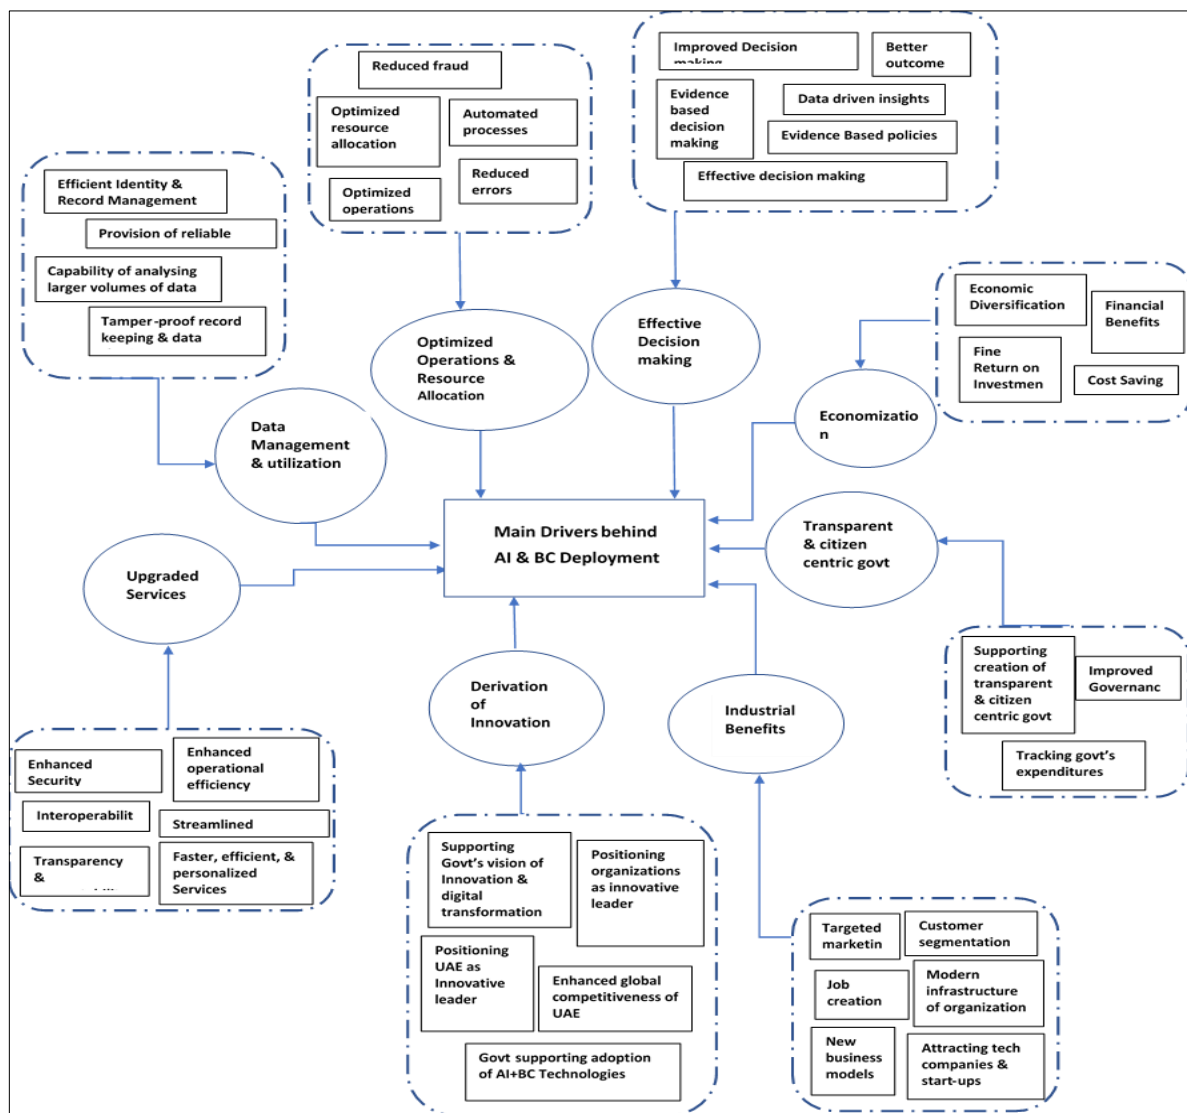 Reduced fraud
Optimized
resource
allocation
Automated
processes
Reduced
errors
Optimized
operations
Improved Decision
making
Better
outcome
Evidence
based
decision
making
Data driven insights
Evidence Based policies
Effective decision making
Efficient Identity &
Record Management
Provision of reliable
Capability of analysing
larger volumes of data
Tamper-proof record
keeping & data
Economic
Diversification
Financial
Benefits
Fine
Return on
Investmen
Cost Saving
Optimized
Operations &
Resource
Allocation
Effective
Decision
making
Economizatio
n
Data
Management
& utilization
Main Drivers behind
AI & BC Deployment
Transparent
& citizen
centric govt
Upgraded
Services
Derivation
of
Innovation
Industrial
Benefits
Supporting
creation of
transparent
& citizen
centric govt
Improved
Governanc
Tracking govt's
expenditures
Enhanced
Security
Enhanced
operational
efficiency
Interoperabilit
Streamlined
Transparency
&
Faster, efficient, &
personalized
Services
Supporting
Govt's vision of
Innovation &
digital
transformation
Positioning
organizations
as innovative
leader
Positioning
UAE as
Innovative
leader
Enhanced global
competitiveness of
UAE
Govt supporting adoption
of AI+BC Technologies
Targeted
marketin
Customer
segmentation
Job
creation
Modern
infrastructure
of organization
New
business
models
Attracting tech
companies &
start-ups